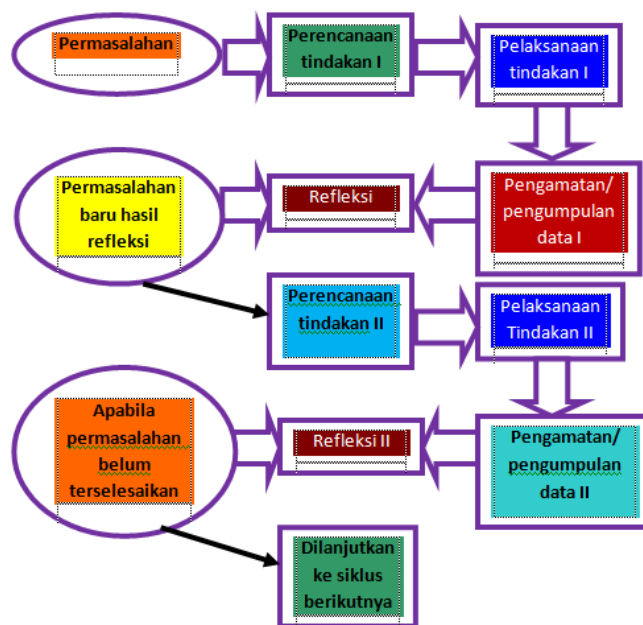 Permasalahan
Perencanaan
tindakan I
Pelaksanaan
tindakan I
Permasalahan
baru hasil
refleksi
Refleksi
Pengamatan/
pengumpulan
data I
Perencanaan
tindakan II
Pelaksanaan
Tindakan II
Apabila
permasalahan
belum
terselesaikan
Refleksi II
Pengamatan/
pengumpulan
data II
Dilanjutkan
ke siklus
berikutnya